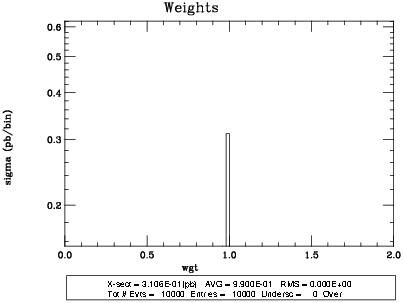 Weights
0.6
0.5
0.4
0.3
0.2
sigma (pb/bin)
0.0 0.5 1.0 1.5 2.0
wgt
X-sect = 3.106E-01(pb) AVG = 9.900E-01 RMS = 0.000E+00
Tot # Evts = 10000 Entries = 10000 Undersc = 0 Over